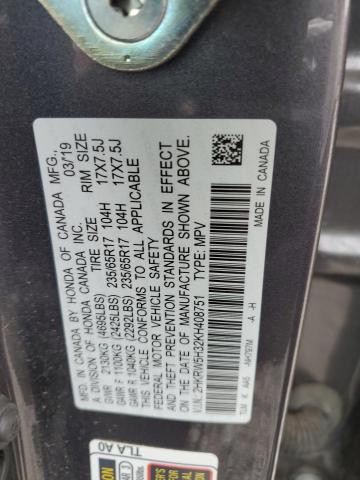 MFD. IN CANADA BY HONDA OF CANADA MFG., 03/19
A DIVISION OF HONDA CANADA INC.
TIRE SIZE RIM SIZE
GVWR 2130KG (4695LBS)
GAWR F 1100KG (2425LBS) 235/65R17 104H 17X7.5J
GAWR R 1040KG (2292LBS) 235/65R17 104H 17X7.5J
THIS VEHICLE CONFORMS TO ALL APPLICABLE
FEDERAL MOTOR VEHICLE SAFETY
AND THEFT PREVENTION STANDARDS IN EFFECT
ON THE DATE OF MANUFACTURE SHOWN ABOVE.
V.I.N.: 2HKRW5H32KH408751 TYPE: MPV
-A -H
MADE IN CANADA
TLA A0